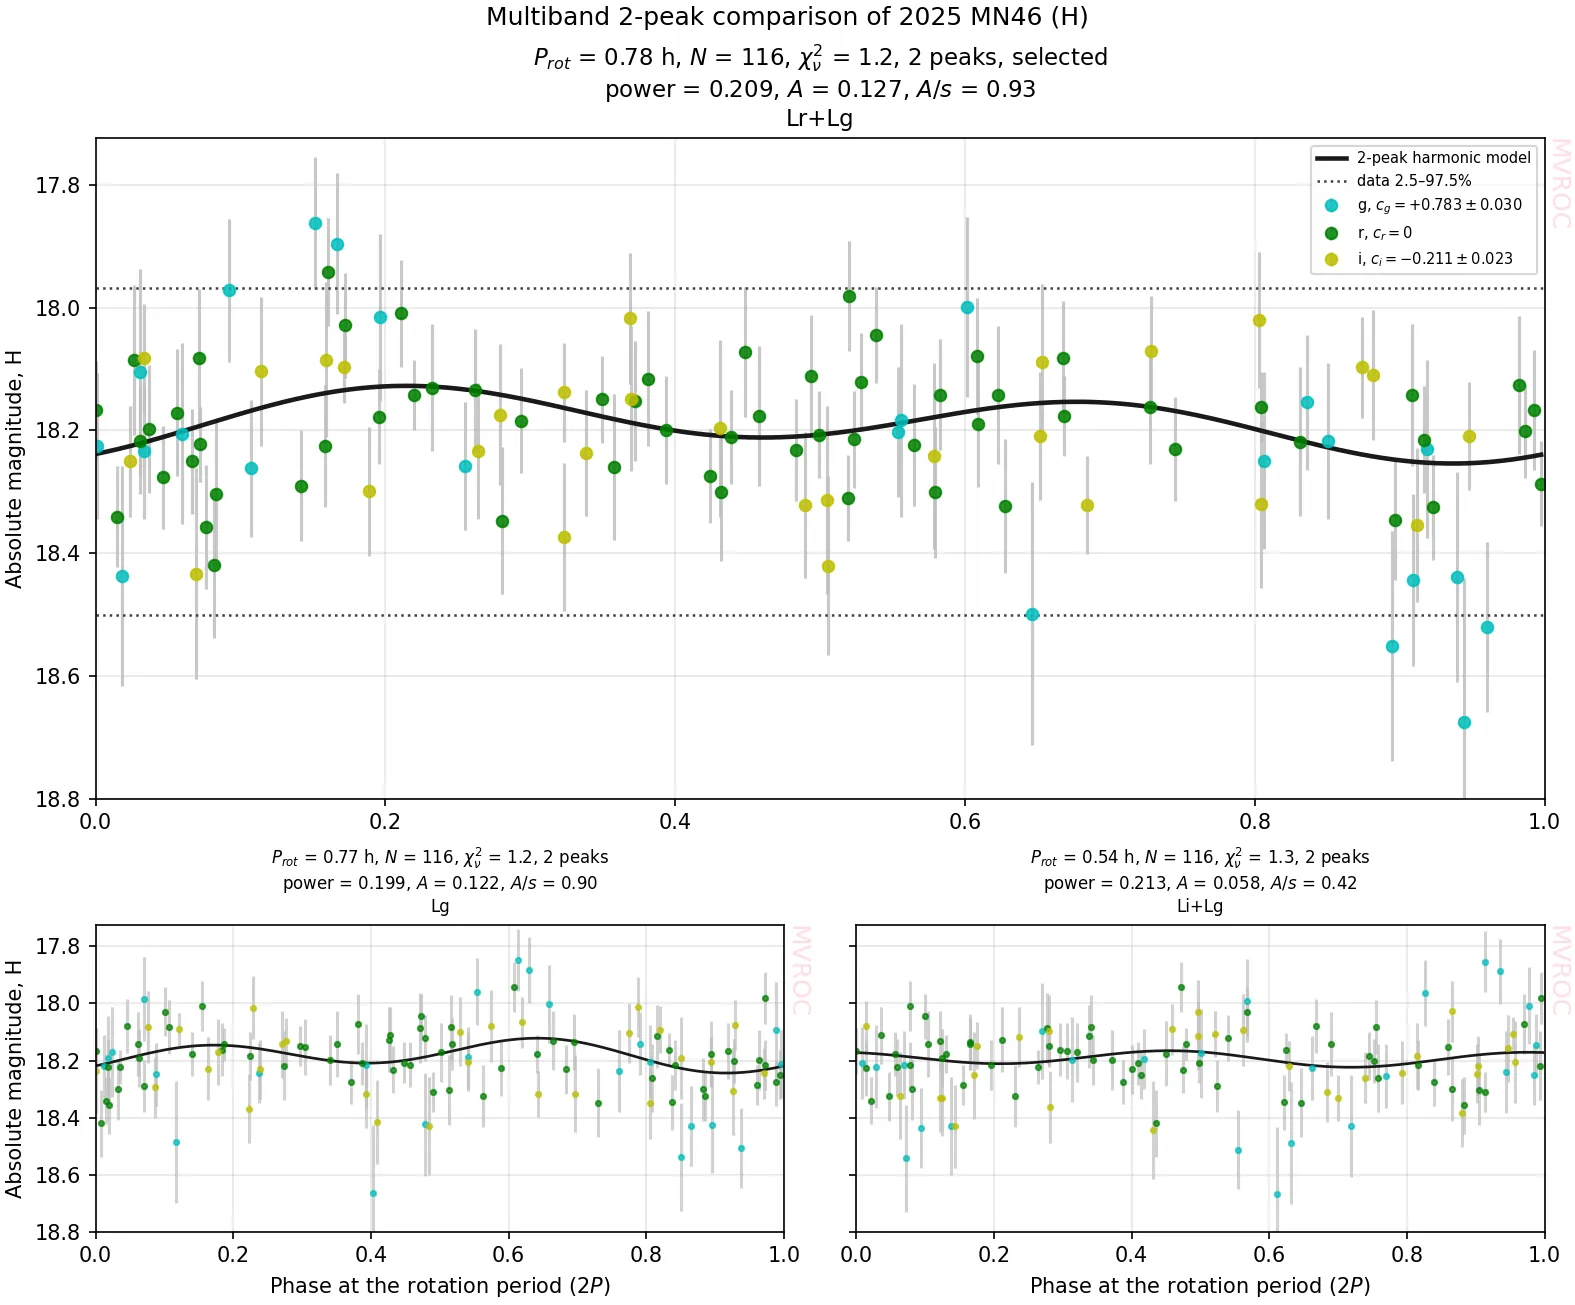 Multiband 2-peak comparison of 2025 MN46 (H)
P_rot = 0.78 h, N = 116, χ²_ν = 1.2, 2 peaks, selected
power = 0.209, A = 0.127, A/s = 0.93
Lr+Lg
Absolute magnitude, H
17.8
18.0
18.2
18.4
18.6
18.8
0.0 0.2 0.4 0.6 0.8 1.0
2-peak harmonic model
data 2.5–97.5%
g, c_g = +0.783 ± 0.030
r, c_r = 0
i, c_i = −0.211 ± 0.023
MVROC
P_rot = 0.77 h, N = 116, χ²_ν = 1.2, 2 peaks
power = 0.199, A = 0.122, A/s = 0.90
Lg
Absolute magnitude, H
17.8
18.0
18.2
18.4
18.6
18.8
0.0 0.2 0.4 0.6 0.8 1.0
Phase at the rotation period (2P)
MVROC
P_rot = 0.54 h, N = 116, χ²_ν = 1.3, 2 peaks
power = 0.213, A = 0.058, A/s = 0.42
Li+Lg
0.0 0.2 0.4 0.6 0.8 1.0
Phase at the rotation period (2P)
MVROC